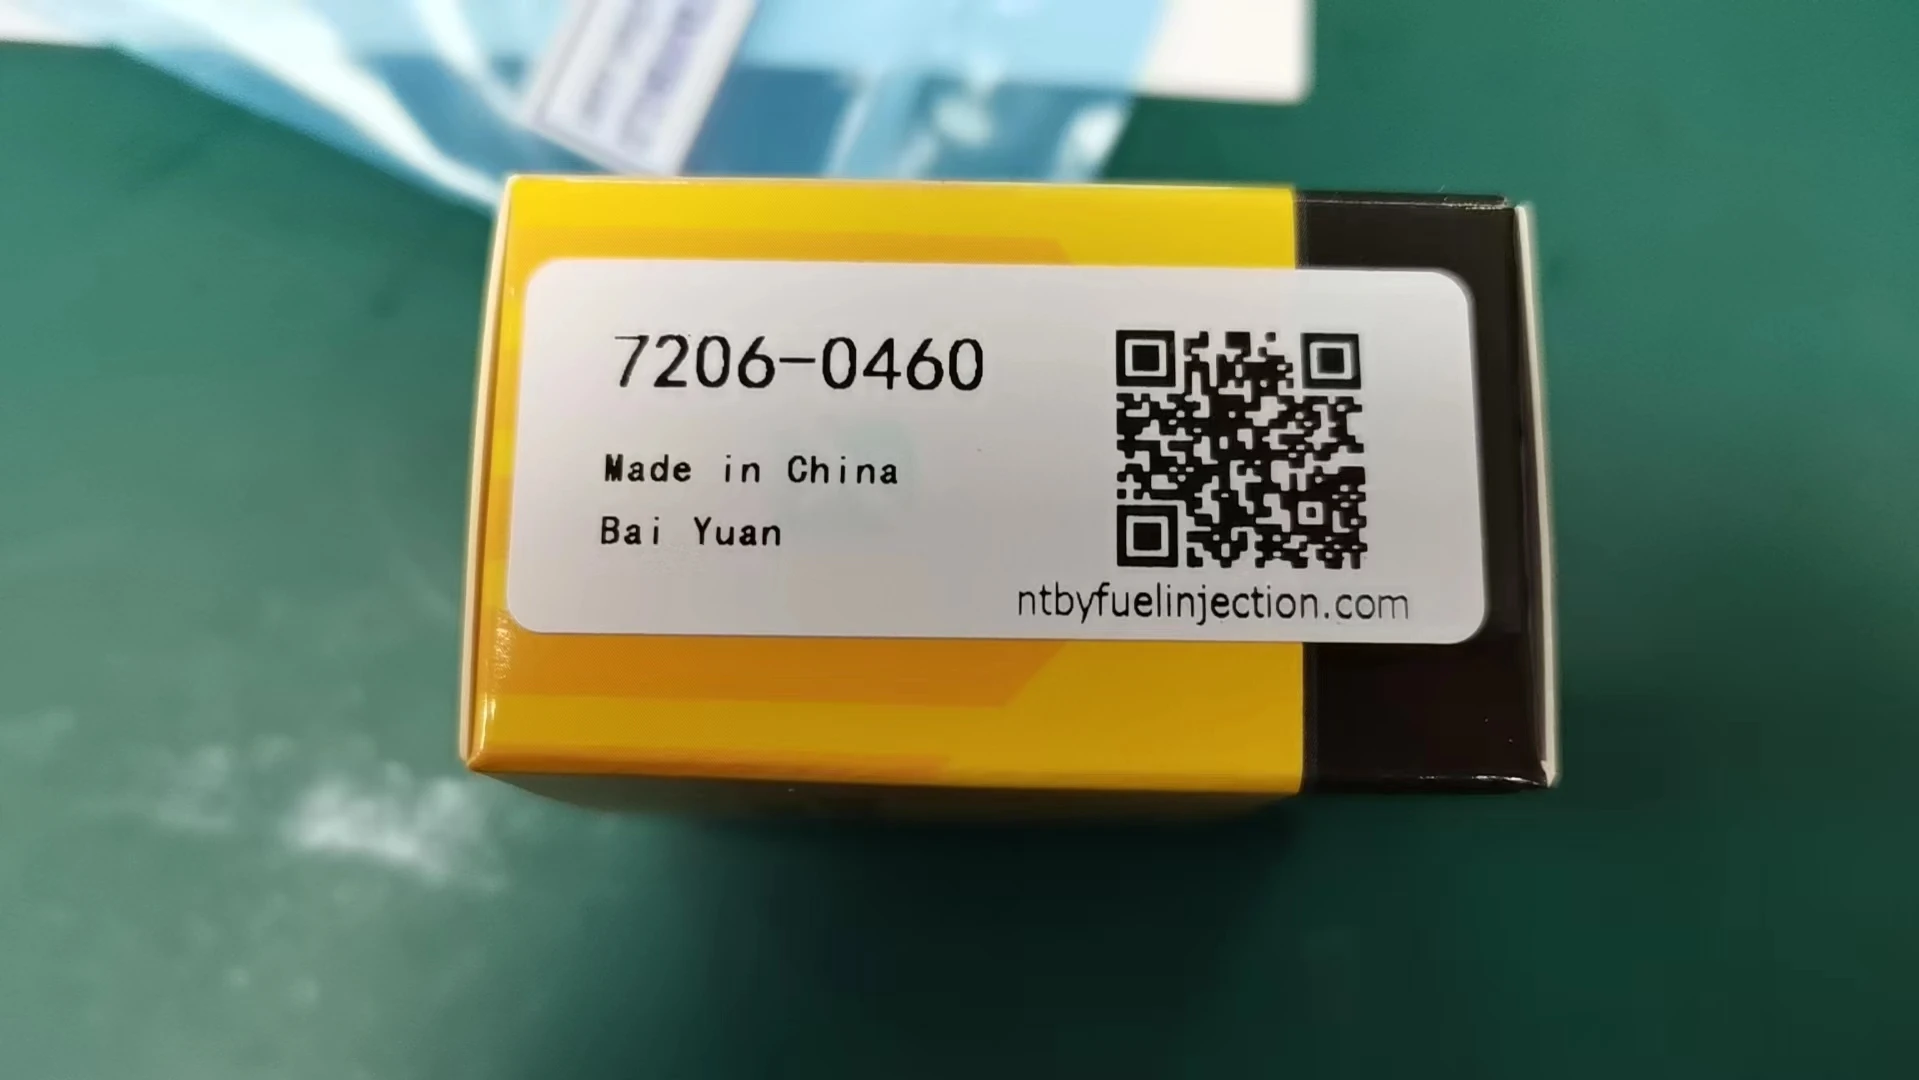 7206-0460
Made in China
Bai Yuan
ntbyfuelinjection.com